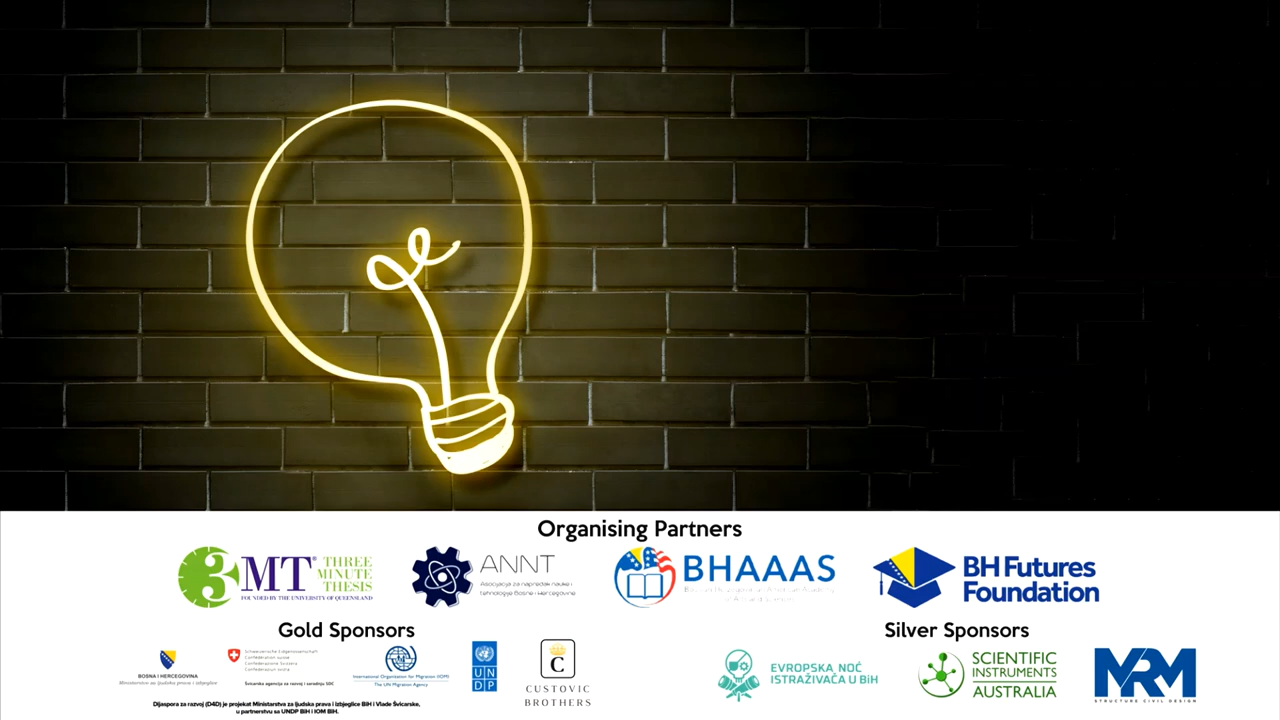 Organising Partners
3MT® THREE MINUTE THESIS
FOUNDED BY THE UNIVERSITY OF QUEENSLAND
ANNT
Asocijacija za napredak nauke i
tehnologije Bosne i Hercegovine
BHAAAS
BH Futures
Foundation
Gold Sponsors
Silver Sponsors
BOSNA I HERCEGOVINA
Ministarstvo za ljudska prava i izbjeglice
Schweizerische Eidgenossenschaft
Confédération suisse
Confederazione Svizzera
Confederaziun svizra
Švicarska agencija za razvoj i saradnju SDC
International Organization for Migration (IOM)
The UN Migration Agency
UN
DP
C
CUSTOVIC
BROTHERS
Dijaspora za razvoj (D4D) je projekat Ministarstva za ljudska prava i izbjeglice BiH i Vlade Švicarske,
u partnerstvu sa UNDP BiH i IOM BiH.
EVROPSKA NOĆ
ISTRAŽIVAČA U BiH
SCIENTIFIC
INSTRUMENTS
AUSTRALIA
MRM
STRUCTURE CIVIL DESIGN